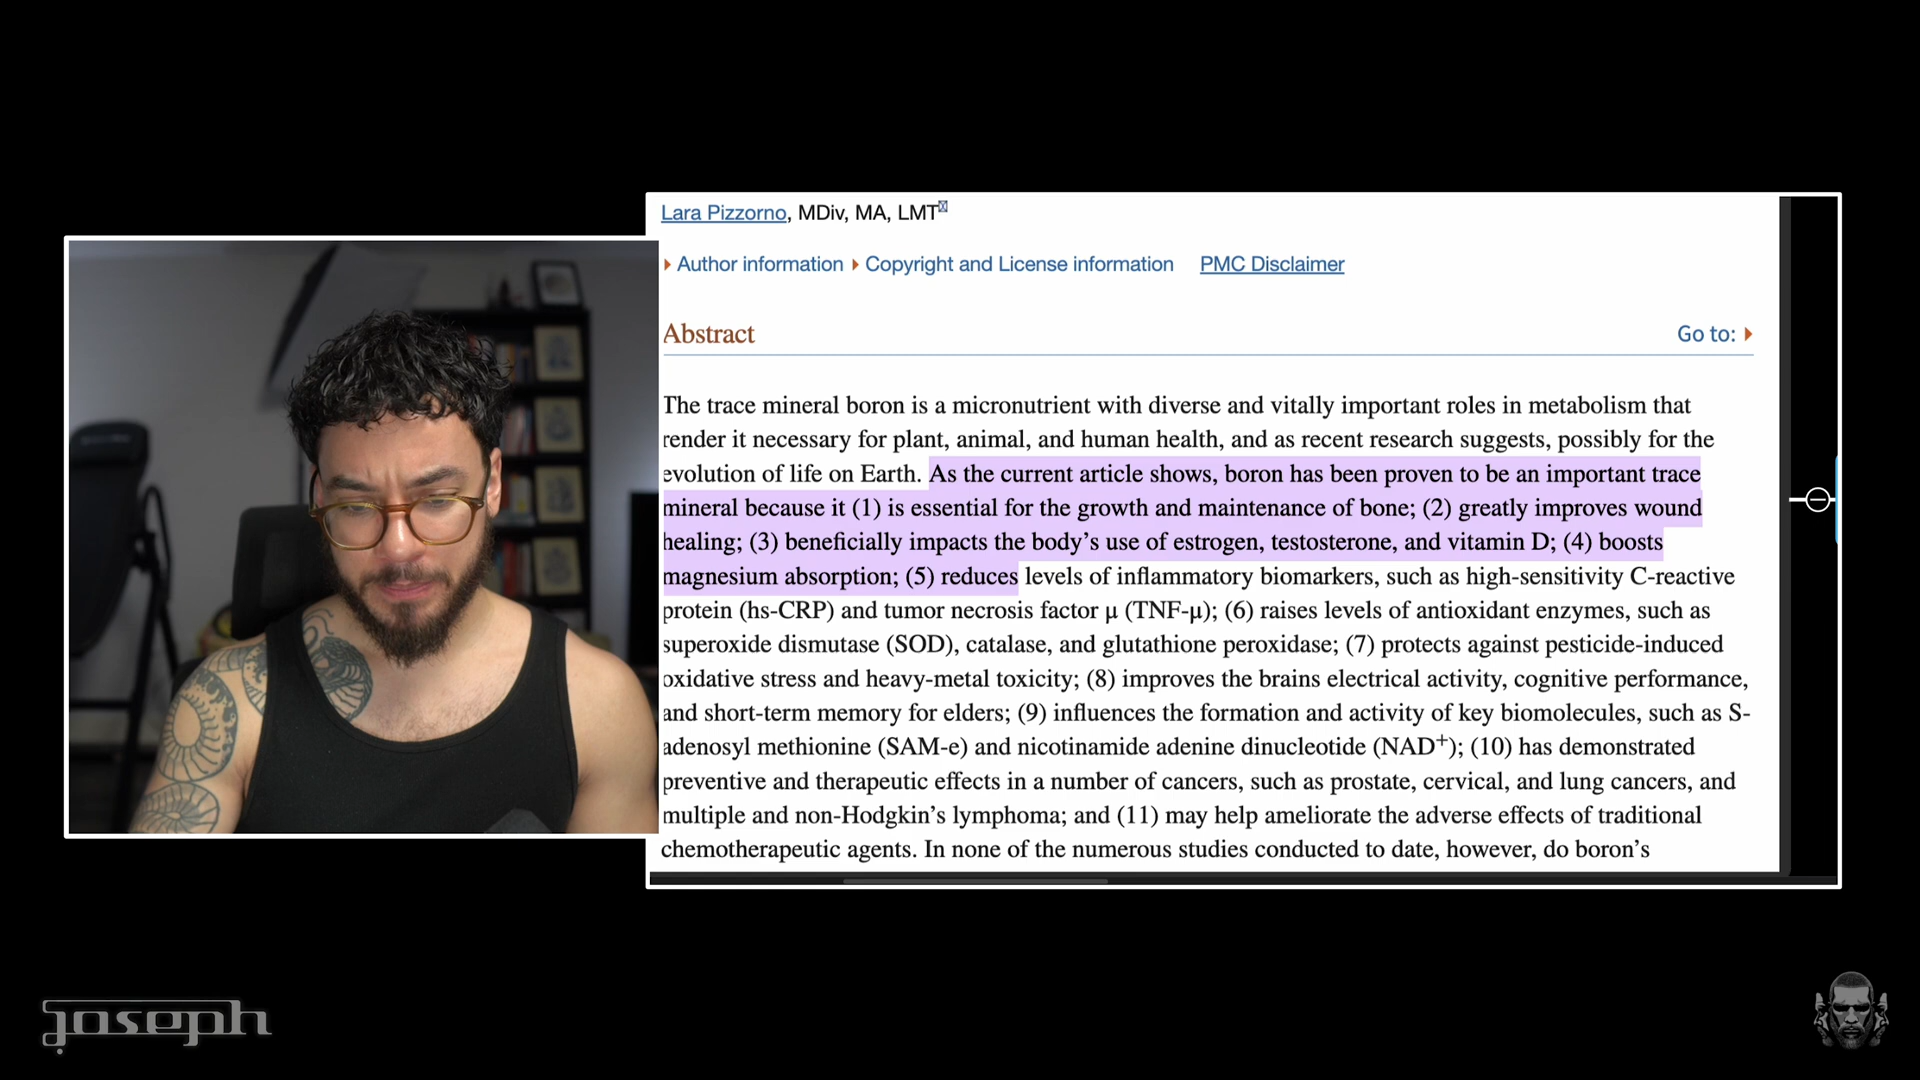 Lara Pizzorno, MDiv, MA, LMT
Author information Copyright and License information PMC Disclaimer
Abstract
Go to:
The trace mineral boron is a micronutrient with diverse and vitally important roles in metabolism that
render it necessary for plant, animal, and human health, and as recent research suggests, possibly for the
evolution of life on Earth. As the current article shows, boron has been proven to be an important trace
mineral because it (1) is essential for the growth and maintenance of bone; (2) greatly improves wound
healing; (3) beneficially impacts the body’s use of estrogen, testosterone, and vitamin D; (4) boosts
magnesium absorption; (5) reduces levels of inflammatory biomarkers, such as high-sensitivity C-reactive
protein (hs-CRP) and tumor necrosis factor μ (TNF-μ); (6) raises levels of antioxidant enzymes, such as
superoxide dismutase (SOD), catalase, and glutathione peroxidase; (7) protects against pesticide-induced
oxidative stress and heavy-metal toxicity; (8) improves the brains electrical activity, cognitive performance,
and short-term memory for elders; (9) influences the formation and activity of key biomolecules, such as S-
adenosyl methionine (SAM-e) and nicotinamide adenine dinucleotide (NAD⁺); (10) has demonstrated
preventive and therapeutic effects in a number of cancers, such as prostate, cervical, and lung cancers, and
multiple and non-Hodgkin’s lymphoma; and (11) may help ameliorate the adverse effects of traditional
chemotherapeutic agents. In none of the numerous studies conducted to date, however, do boron’s
joseph